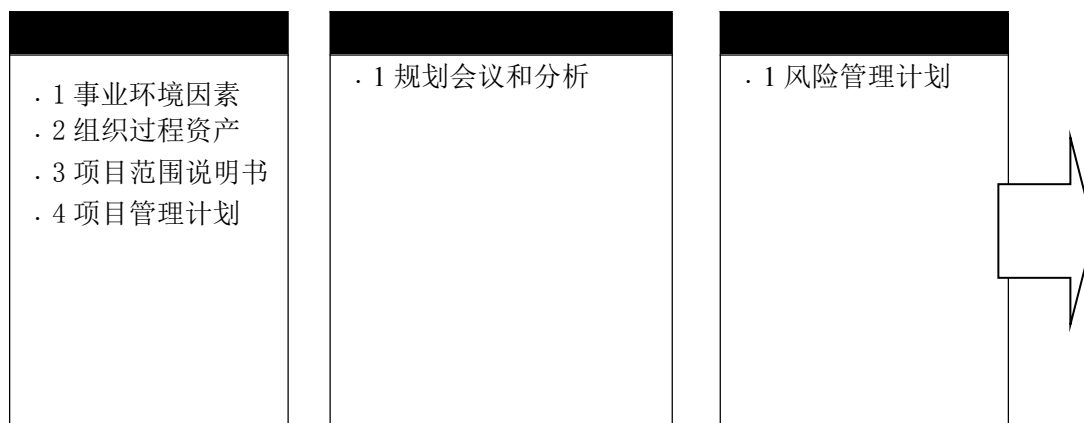 . 1 事业环境因素
. 2 组织过程资产
. 3 项目范围说明书
. 4 项目管理计划
. 1 规划会议和分析
. 1 风险管理计划